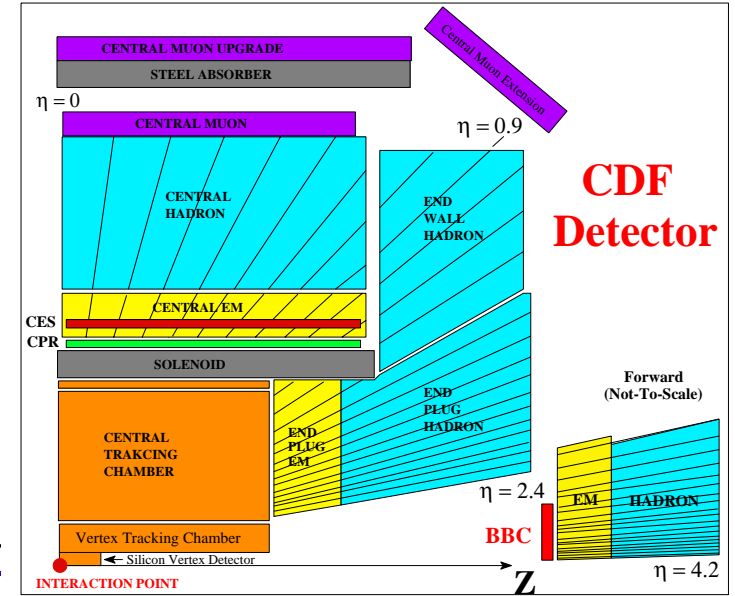 CENTRAL MUON UPGRADE
STEEL ABSORBER
Central Muon Extension
η = 0
CENTRAL MUON
η = 0.9
CENTRAL
HADRON
END
WALL
HADRON
CDF
Detector
CENTRAL EM
CES
CPR
SOLENOID
Forward
(Not-To-Scale)
CENTRAL
TRAKCING
CHAMBER
END
PLUG
EM
END
PLUG
HADRON
η = 2.4
EM
HADRON
BBC
Vertex Tracking Chamber
Silicon Vertex Detector
INTERACTION POINT
Z
η = 4.2